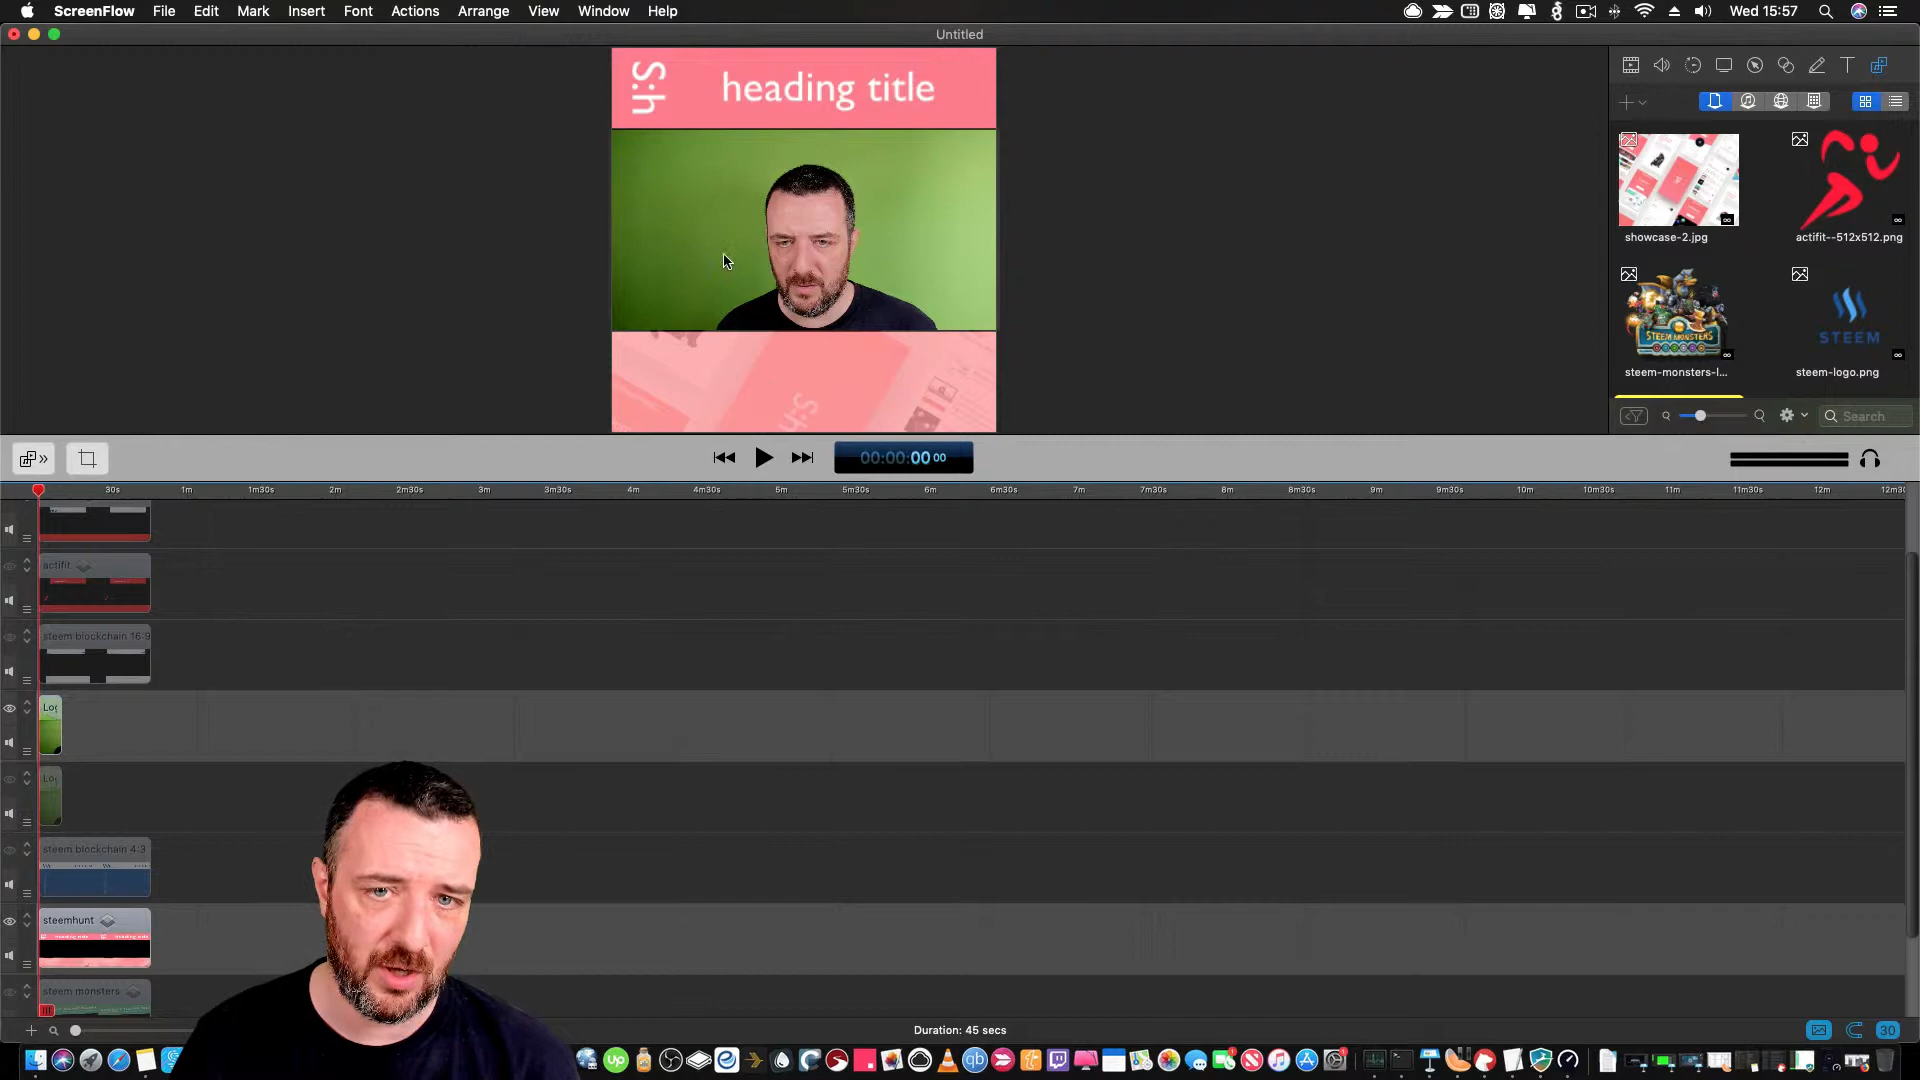 ScreenFlow File Edit Mark Insert Font Actions Arrange View Window Help
Wed 15:57
Untitled
S:h
heading title
showcase-2.jpg
actifit--512x512.png
STEEM MONSTERS
STEEM
steem-monsters-l...
steem-logo.png
S:h
Search
00:00:00 00
30s 1m 1m30s 2m 2m30s 3m 3m30s 4m 4m30s 5m 5m30s 6m 6m30s 7m 7m30s 8m 8m30s 9m 9m30s 10m 10m30s 11m 11m30s 12m
actifit
steem blockchain 16:9
steem blockchain 4:3
steemhunt
steem monsters
Duration: 45 secs
30